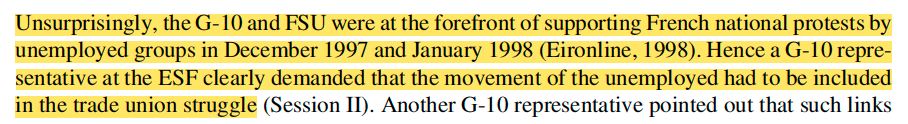 Unsurprisingly, the G-10 and FSU were at the forefront of supporting French national protests by
unemployed groups in December 1997 and January 1998 (Eironline, 1998). Hence a G-10 repre-
sentative at the ESF clearly demanded that the movement of the unemployed had to be included
in the trade union struggle (Session II). Another G-10 representative pointed out that such links